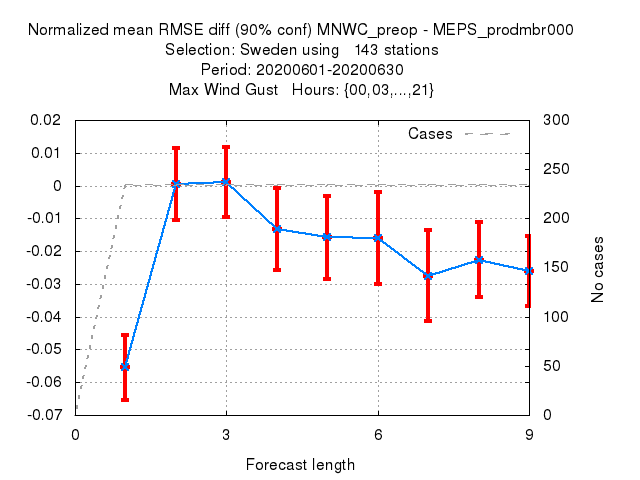 Normalized mean RMSE diff (90% conf) MNWC_preop - MEPS_prodmbr000
Selection: Sweden using   143 stations
Period: 20200601-20200630
Max Wind Gust   Hours: {00,03,...,21}
Cases
0.02
0.01
0
-0.01
-0.02
-0.03
-0.04
-0.05
-0.06
-0.07
300
250
200
150
100
50
0
No cases
0 3 6 9
Forecast length